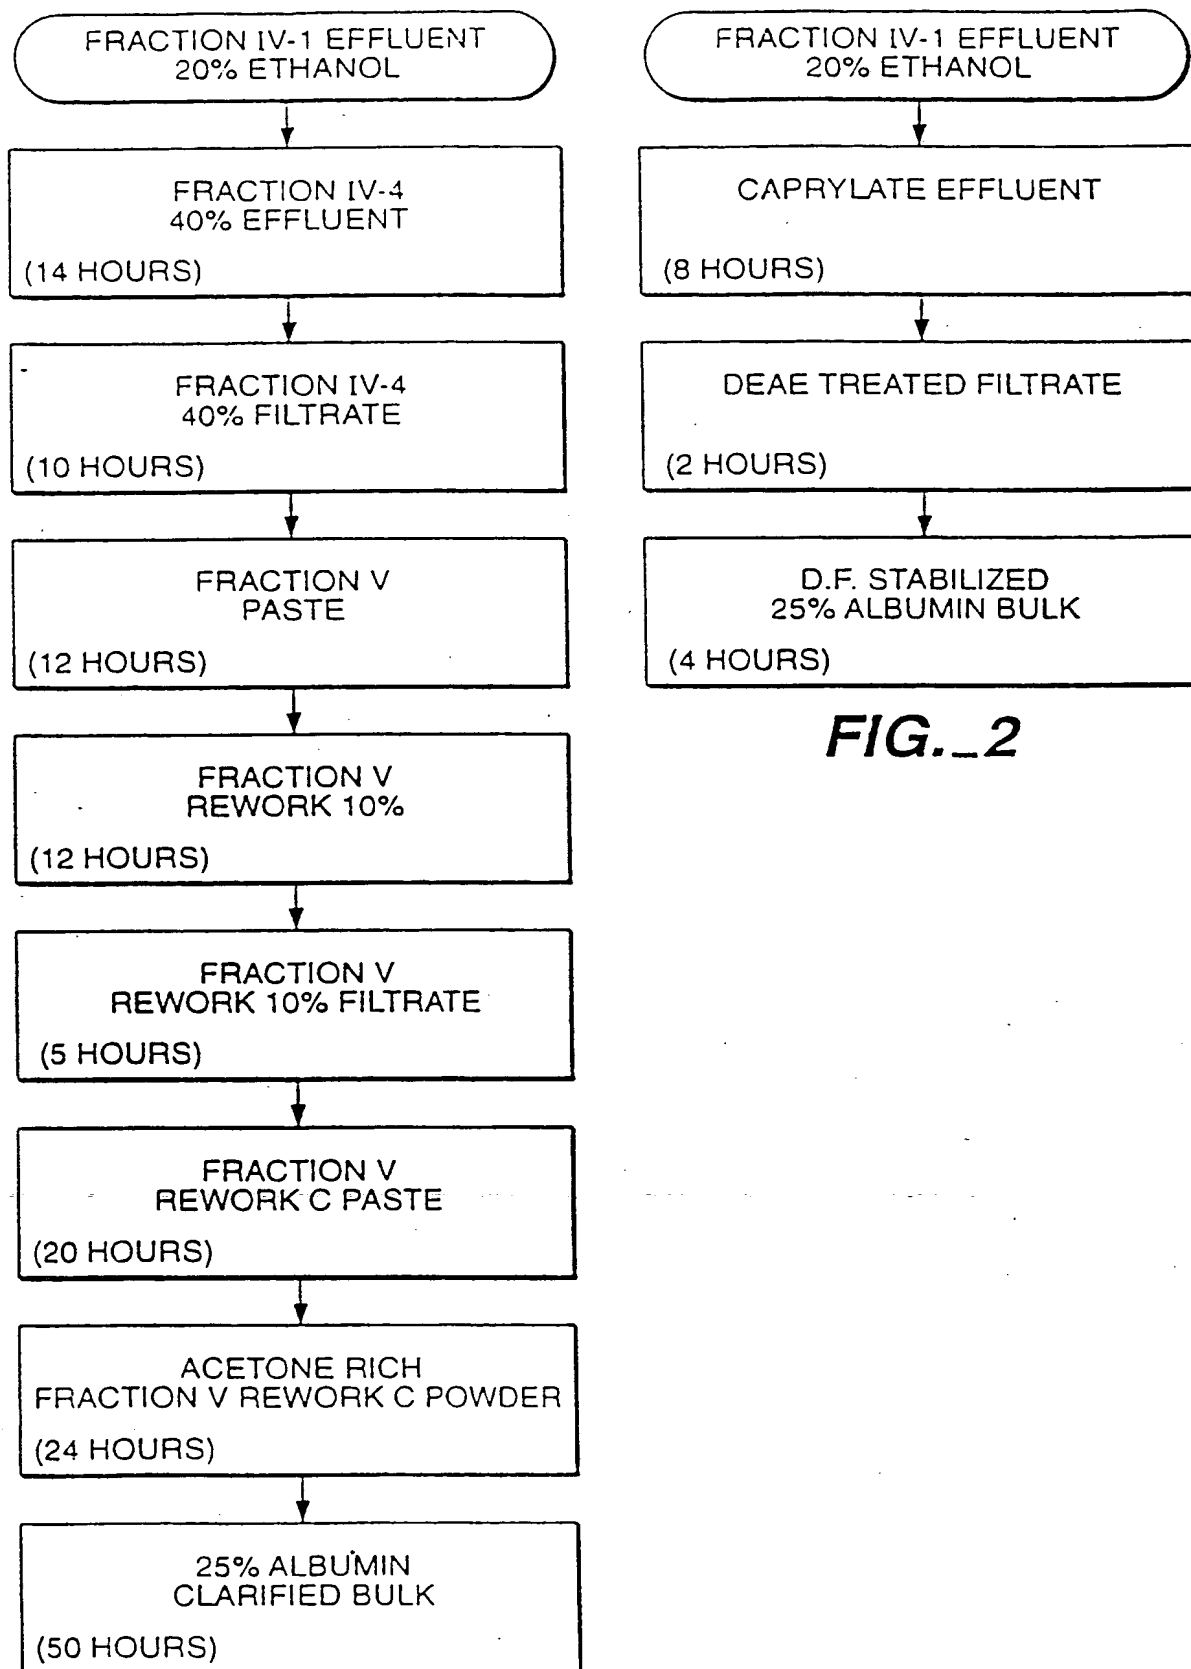 FRACTION IV-1 EFFLUENT
20% ETHANOL
FRACTION IV-4
40% EFFLUENT
(14 HOURS)
FRACTION IV-4
40% FILTRATE
(10 HOURS)
FRACTION V
PASTE
(12 HOURS)
FRACTION V
REWORK 10%
(12 HOURS)
FRACTION V
REWORK 10% FILTRATE
(5 HOURS)
FRACTION V
REWORK C PASTE
(20 HOURS)
ACETONE RICH
FRACTION V REWORK C POWDER
(24 HOURS)
25% ALBUMIN
CLARIFIED BULK
(50 HOURS)
FRACTION IV-1 EFFLUENT
20% ETHANOL
CAPRYLATE EFFLUENT
(8 HOURS)
DEAE TREATED FILTRATE
(2 HOURS)
D.F. STABILIZED
25% ALBUMIN BULK
(4 HOURS)
FIG._2